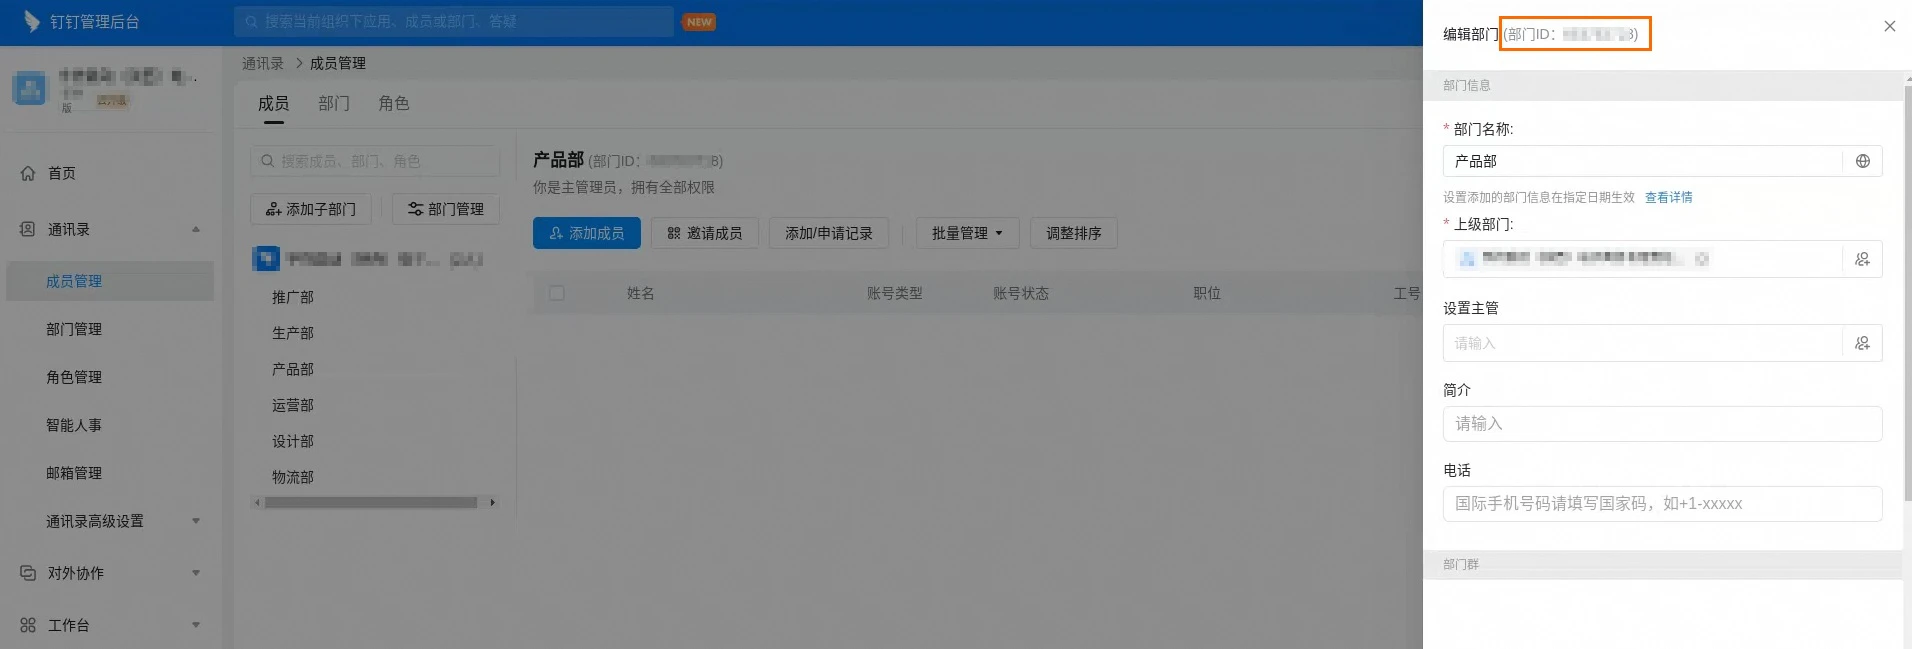 钉钉管理后台
搜索当前组织下应用、成员或部门、答疑
NEW
版
首页
通讯录
成员管理
部门管理
角色管理
智能人事
邮箱管理
通讯录高级设置
对外协作
工作台
通讯录 > 成员管理
成员 部门 角色
搜索成员、部门、角色
添加子部门 部门管理
推广部
生产部
产品部
运营部
设计部
物流部
产品部 (部门ID: 8)
你是主管理员，拥有全部权限
添加成员 邀请成员 添加/申请记录 批量管理 调整排序
姓名 账号类型 账号状态 职位 工号
编辑部门 (部门ID: 8)
部门信息
* 部门名称:
产品部
设置添加的部门信息在指定日期生效 查看详情
* 上级部门:
设置主管
请输入
简介
请输入
电话
国际手机号码请填写国家码，如+1-xxxxx
部门群